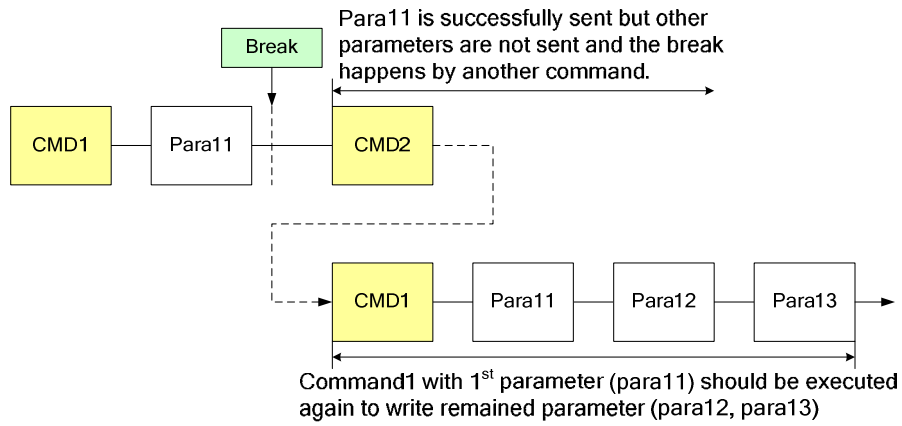 Para11 is successfully sent but other
parameters are not sent and the break
happens by another command.
Break
CMD1
Para11
CMD2
CMD1
Para11
Para12
Para13
Command1 with 1st parameter (para11) should be executed
again to write remained parameter (para12, para13)